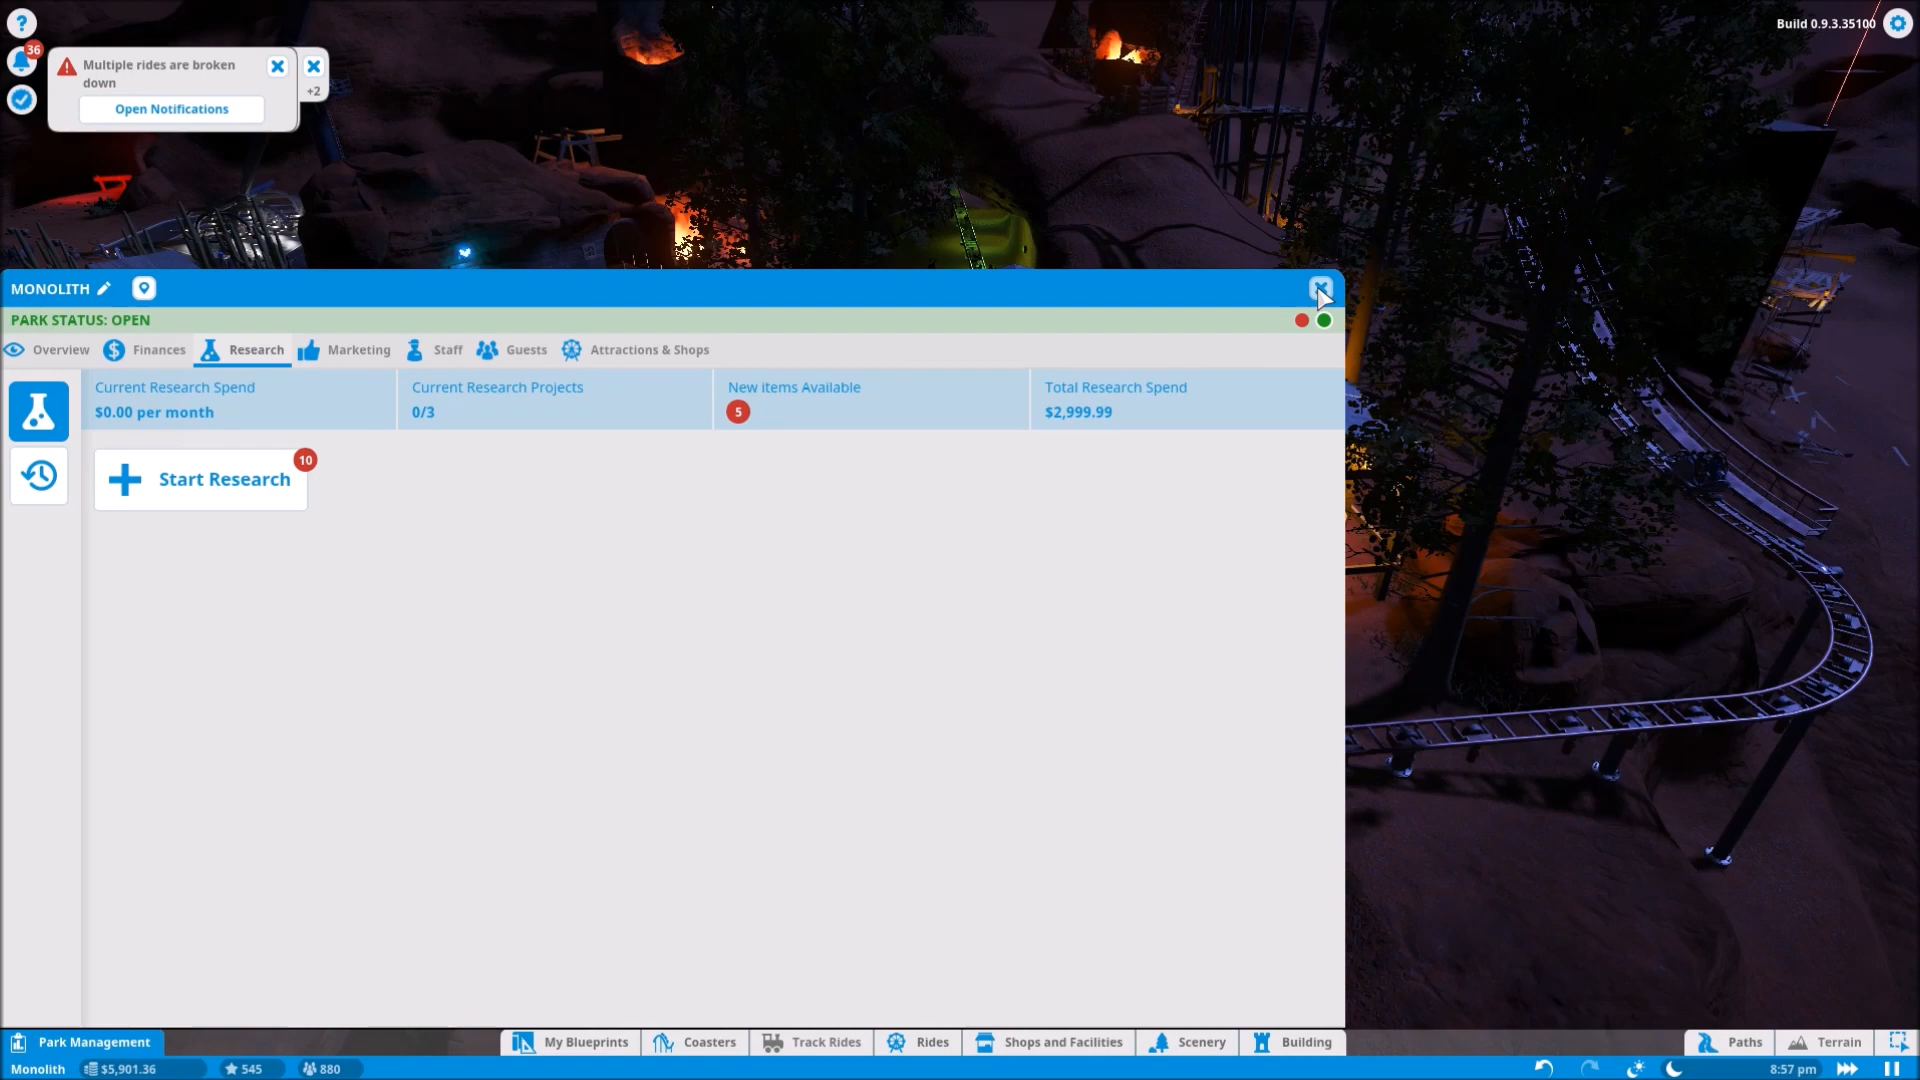 ?
Build 0.9.3.35100
36
Multiple rides are broken
down
+2
Open Notifications
MONOLITH
PARK STATUS: OPEN
Overview
Finances
Research
Marketing
Staff
Guests
Attractions & Shops
Current Research Spend
$0.00 per month
Current Research Projects
0/3
New items Available
5
Total Research Spend
$2,999.99
Start Research
10
Park Management
My Blueprints
Coasters
Track Rides
Rides
Shops and Facilities
Scenery
Building
Paths
Terrain
Monolith
$5,901.36
545
880
8:57 pm